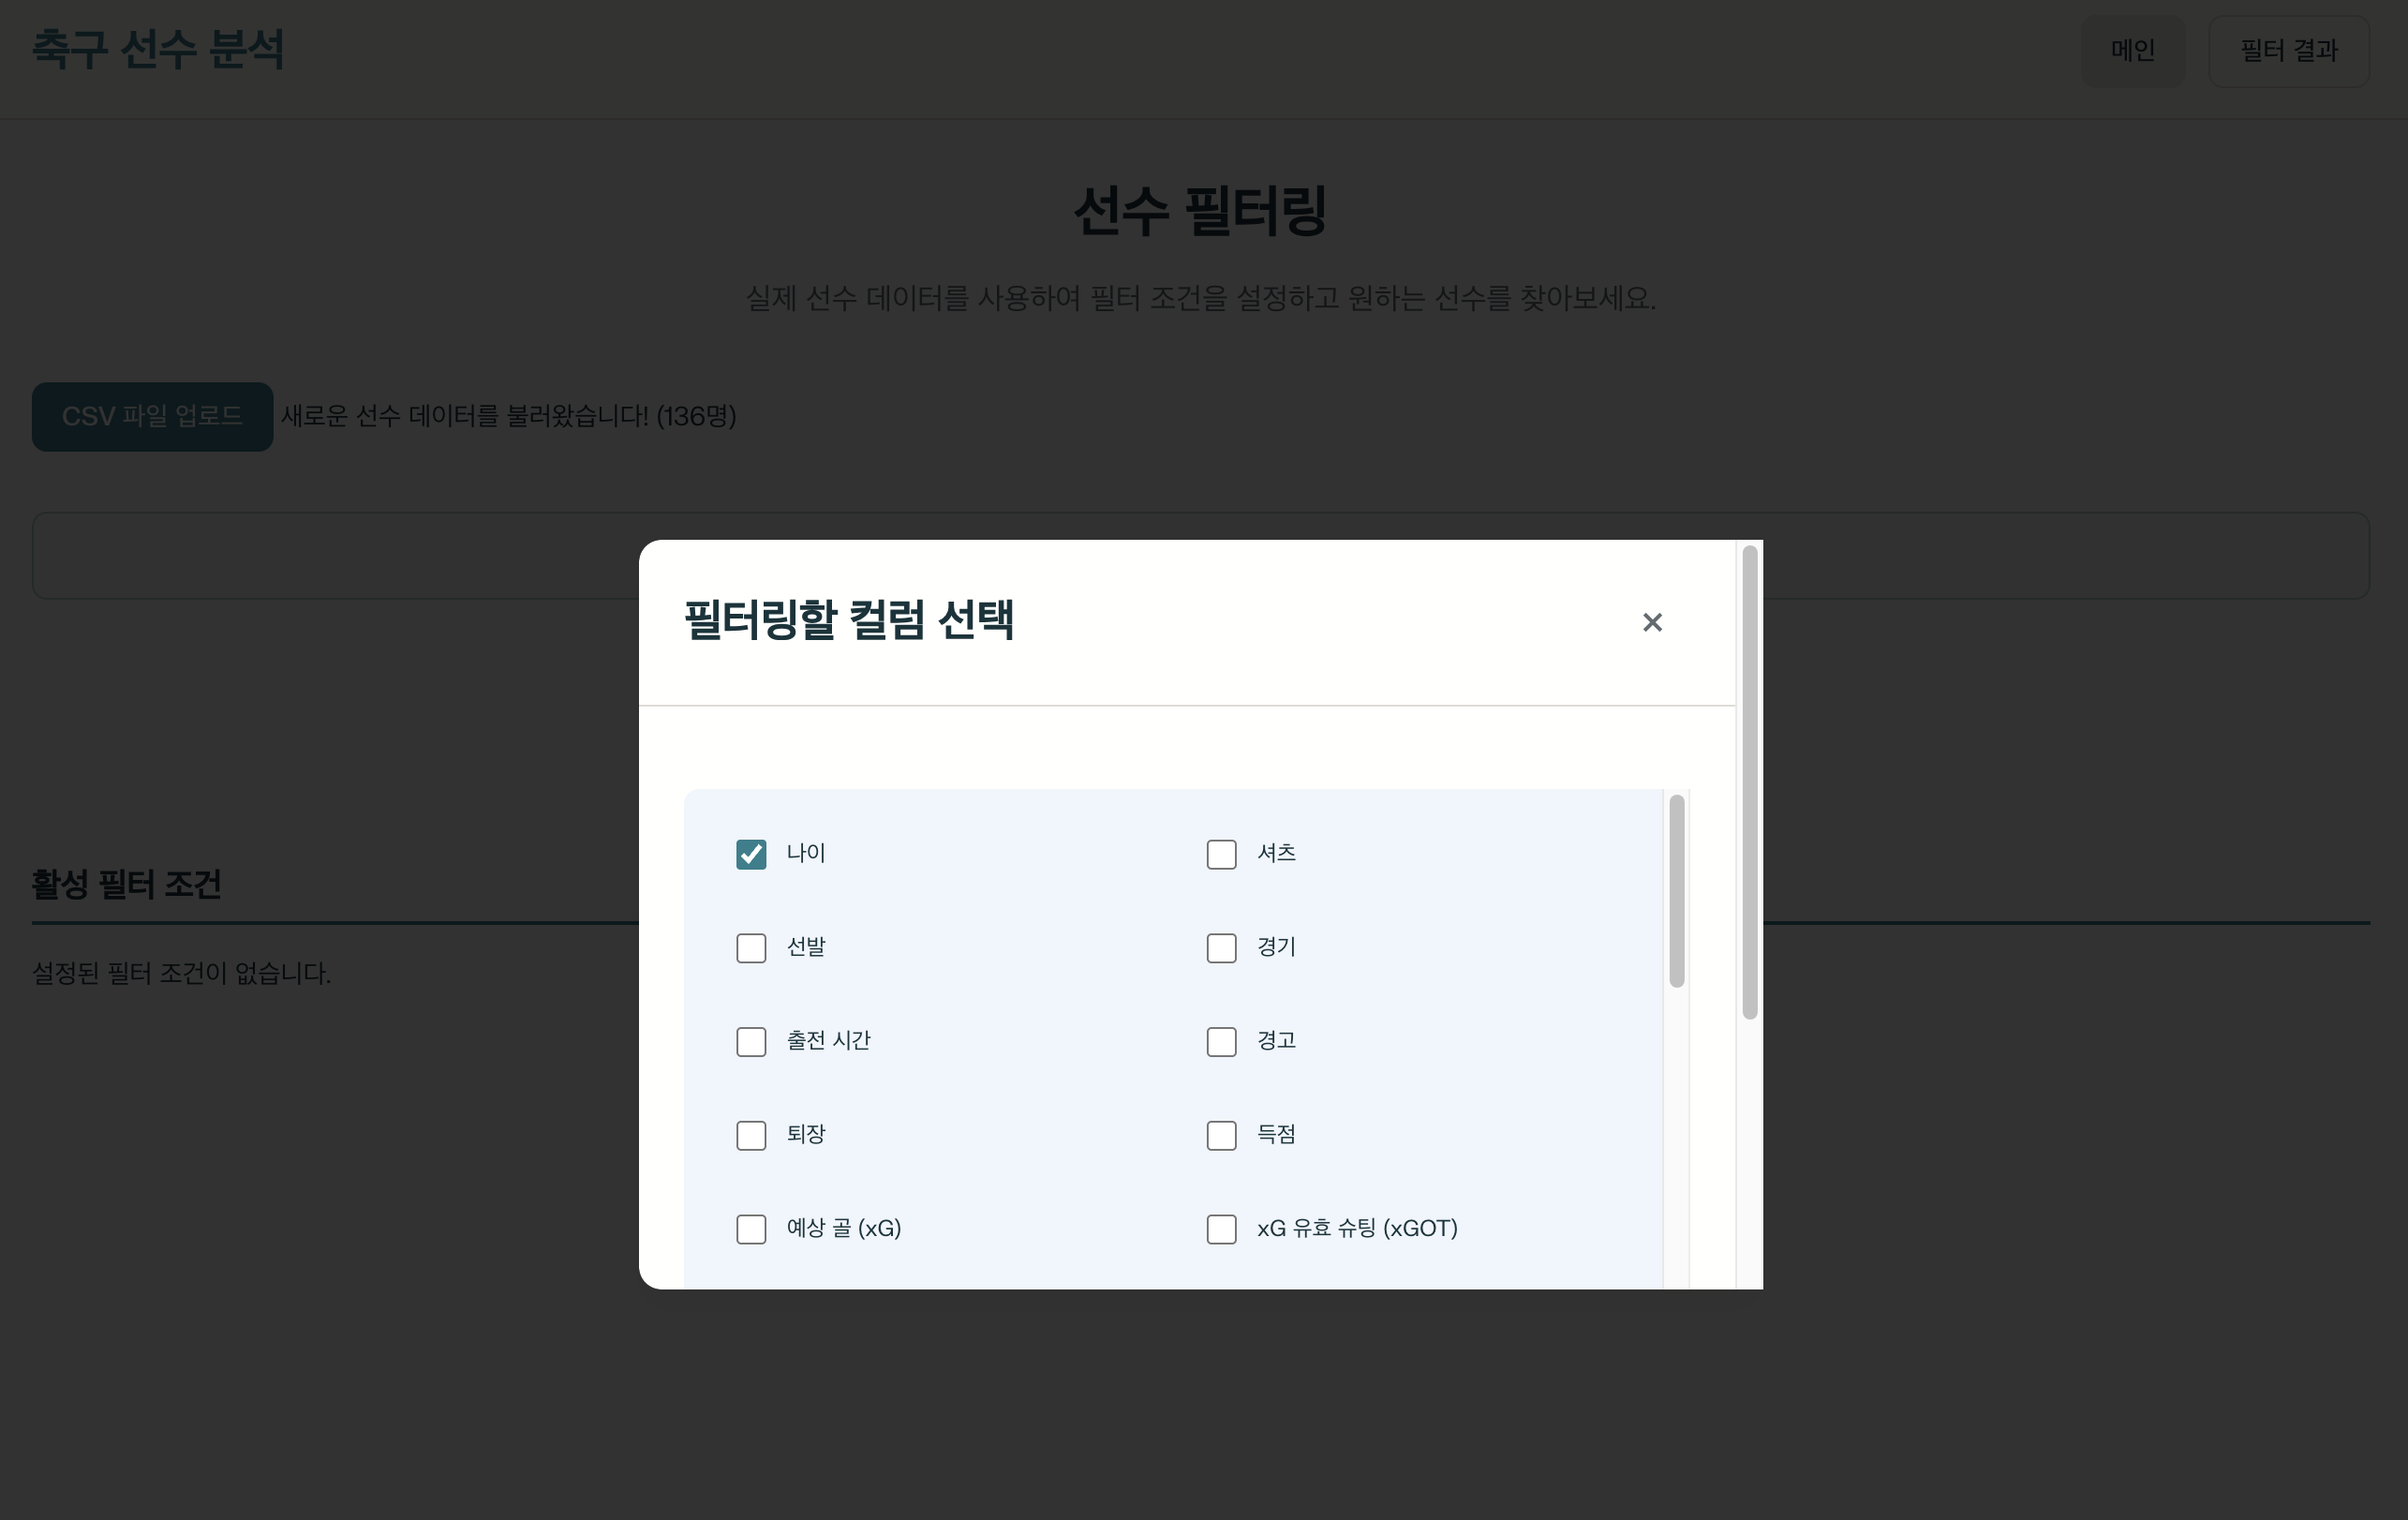 축구 선수 분석
메인
필터 결과
선수 필터링
실제 선수 데이터를 사용하여 필터 조건을 설정하고 원하는 선수를 찾아보세요.
CSV 파일 업로드
새로운 선수 데이터를 불러왔습니다! (136명)
필터링할 컬럼 선택
×
나이
셔츠
선발
경기
출전 시간
경고
퇴장
득점
예상 골 (xG)
xG 유효 슈팅 (xGOT)
활성 필터 조건
설정된 필터 조건이 없습니다.